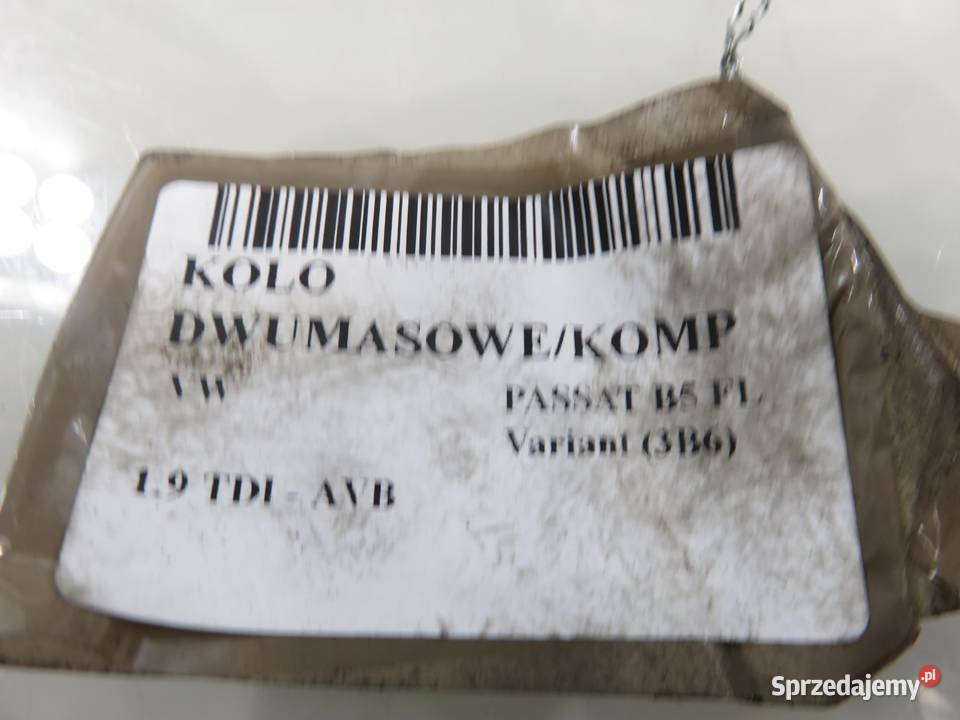 KOLO
DWUMASOWE/KOMP
VW
PASSAT B5 FL
Variant (3B6)
1.9 TDI - AVB
Sprzedajemy.pl